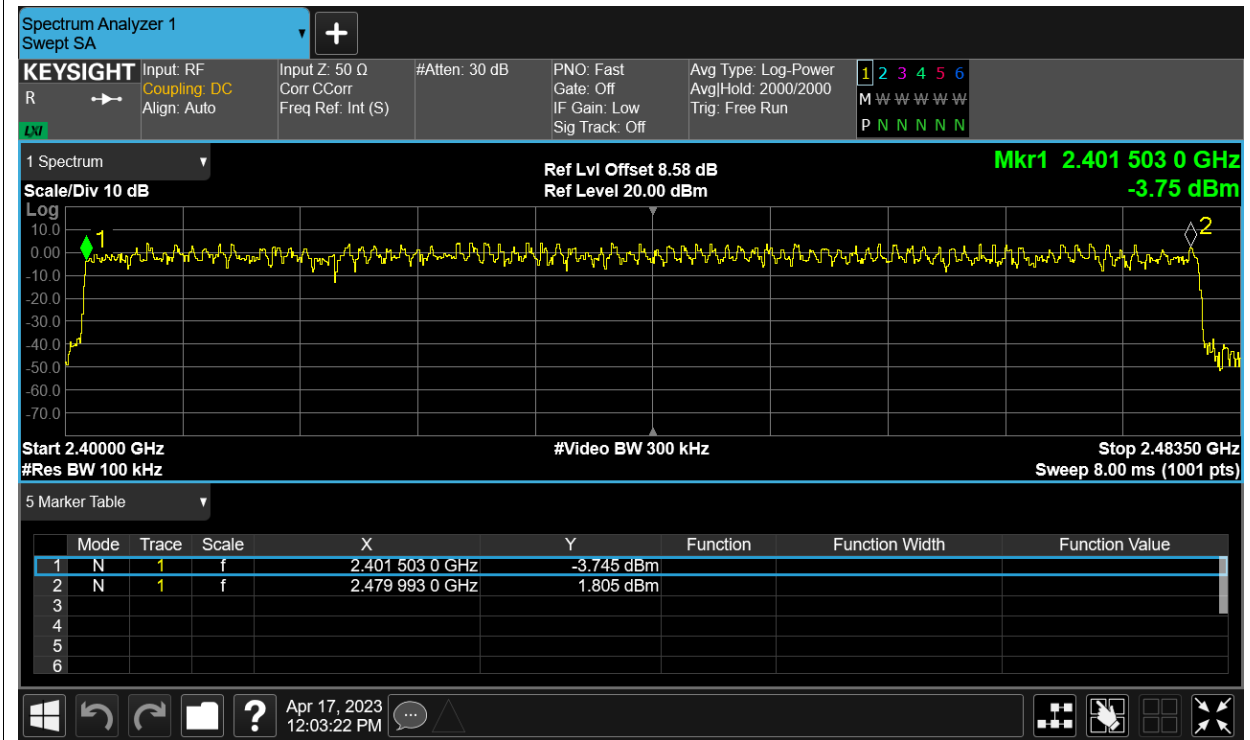 Spectrum Analyzer 1
Swept SA
KEYSIGHT
R
LXI
Input: RF
Coupling: DC
Align: Auto
Input Z: 50 Ω
Corr CCorr
Freq Ref: Int (S)
#Atten: 30 dB
PNO: Fast
Gate: Off
IF Gain: Low
Sig Track: Off
Avg Type: Log-Power
Avg|Hold: 2000/2000
Trig: Free Run
1 2 3 4 5 6
M W W W W W
P N N N N N
1 Spectrum
Scale/Div 10 dB
Ref Lvl Offset 8.58 dB
Ref Level 20.00 dBm
Mkr1 2.401 503 0 GHz
-3.75 dBm
Log
10.0
0.00
-10.0
-20.0
-30.0
-40.0
-50.0
-60.0
-70.0
1
2
Start 2.40000 GHz
#Video BW 300 kHz
Stop 2.48350 GHz
#Res BW 100 kHz
Sweep 8.00 ms (1001 pts)
5 Marker Table
Mode Trace Scale X Y Function Function Width Function Value
1 N 1 f 2.401 503 0 GHz -3.745 dBm
2 N 1 f 2.479 993 0 GHz 1.805 dBm
3
4
5
6
?
Apr 17, 2023
12:03:22 PM